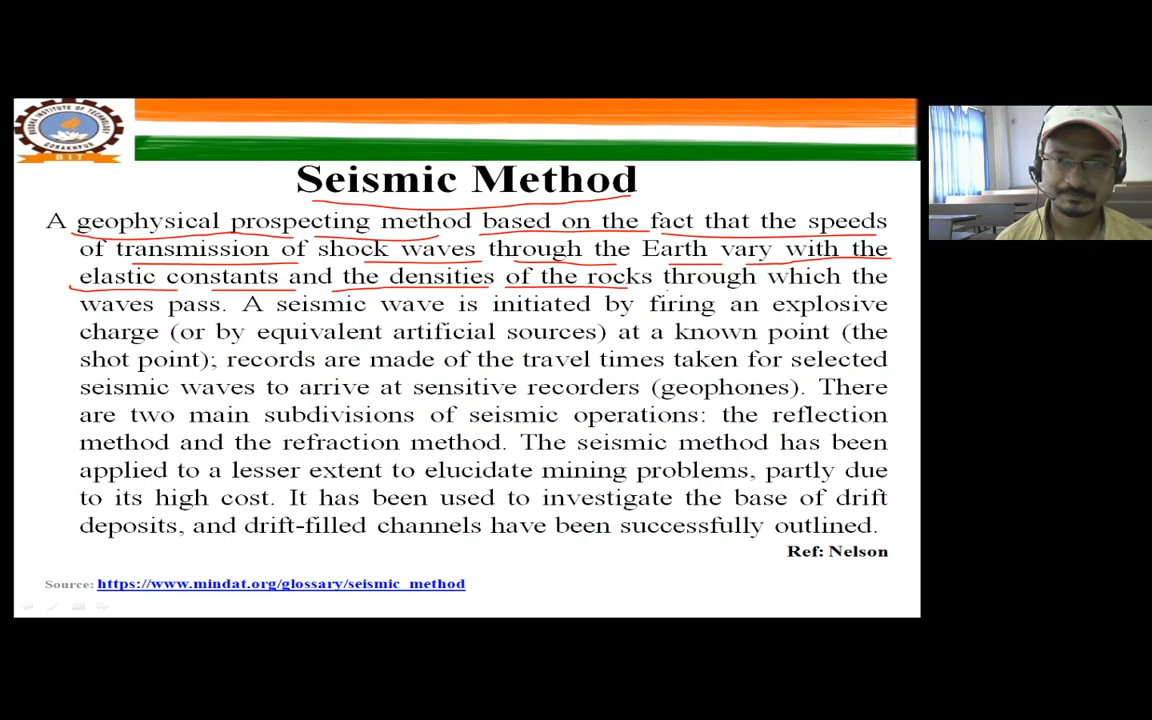 BUDDHA INSTITUTE OF TECHNOLOGY
GORAKHPUR
BIT
Seismic Method
A geophysical prospecting method based on the fact that the speeds
of transmission of shock waves through the Earth vary with the
elastic constants and the densities of the rocks through which the
waves pass. A seismic wave is initiated by firing an explosive
charge (or by equivalent artificial sources) at a known point (the
shot point); records are made of the travel times taken for selected
seismic waves to arrive at sensitive recorders (geophones). There
are two main subdivisions of seismic operations: the reflection
method and the refraction method. The seismic method has been
applied to a lesser extent to elucidate mining problems, partly due
to its high cost. It has been used to investigate the base of drift
deposits, and drift-filled channels have been successfully outlined.
Ref: Nelson
Source: https://www.mindat.org/glossary/seismic_method